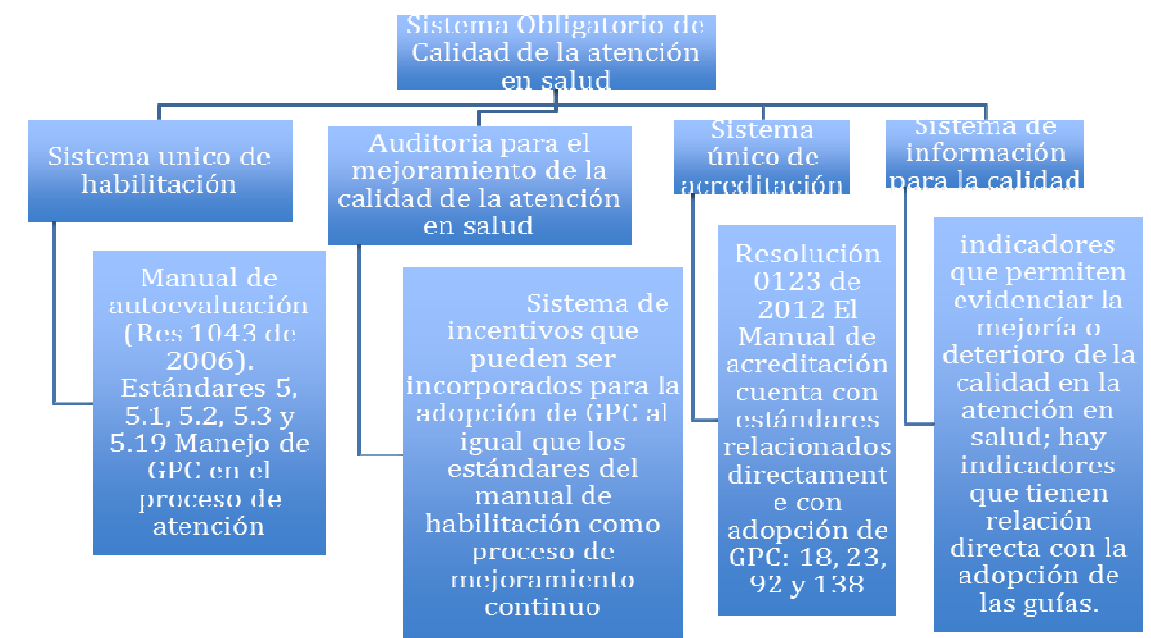 Sistema Obligatorio de
Calidad de la atención
en salud
Sistema unico de
habilitación
Manual de
autoevaluación
(Res 1043 de
2006).
Estándares 5,
5.1, 5.2, 5.3 y
5.19 Manejo de
GPC en el
proceso de
atención
Auditoria para el
mejoramiento de la
calidad de la atención
en salud
Sistema de
incentivos que
pueden ser
incorporados para la
adopción de GPC al
igual que los
estándares del
manual de
habilitación como
proceso de
mejoramiento
continuo
Sistema
único de
acreditación
Resolución
0123 de
2012 El
Manual de
acreditación
cuenta con
estándares
relacionados
directament
e con
adopción de
GPC: 18, 23,
92 y 138
Sistema de
información
para la calidad
indicadores
que permiten
evidenciar la
mejoría o
deterioro de la
calidad en la
atención en
salud; hay
indicadores
que tienen
relación
directa con la
adopción de
las guías.